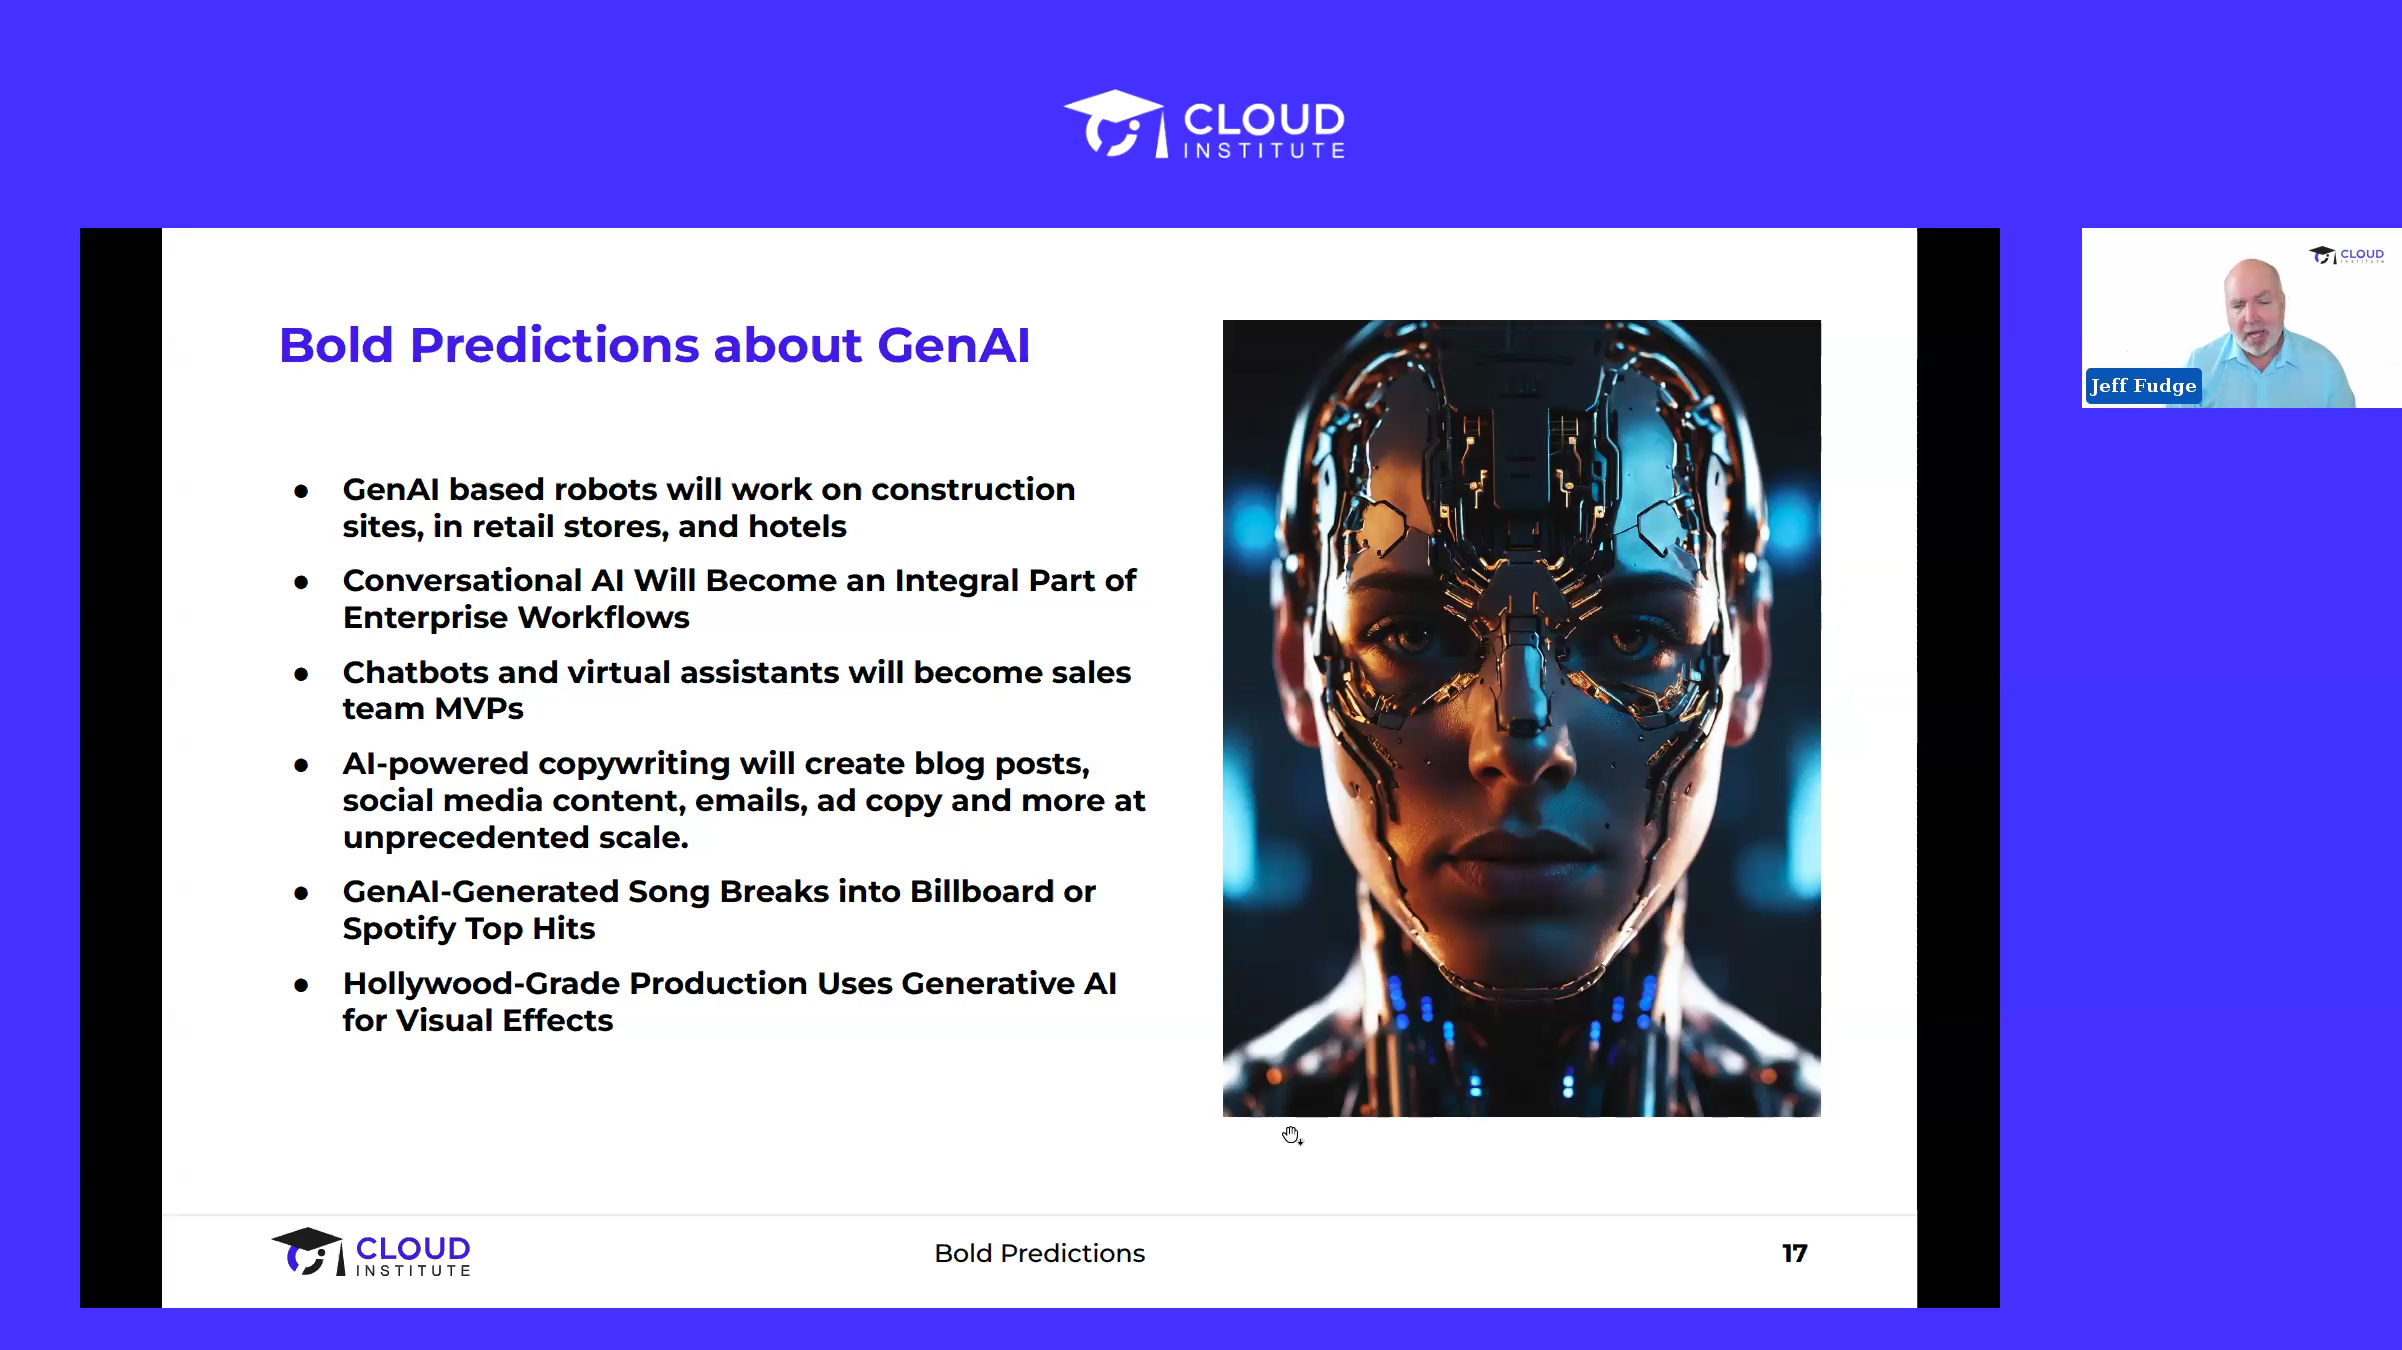 CLOUD
INSTITUTE
CLOUD
Institute
Jeff Fudge
Bold Predictions about GenAI
● GenAI based robots will work on construction
sites, in retail stores, and hotels
● Conversational AI Will Become an Integral Part of
Enterprise Workflows
● Chatbots and virtual assistants will become sales
team MVPs
● AI-powered copywriting will create blog posts,
social media content, emails, ad copy and more at
unprecedented scale.
● GenAI-Generated Song Breaks into Billboard or
Spotify Top Hits
● Hollywood-Grade Production Uses Generative AI
for Visual Effects
CLOUD
INSTITUTE
Bold Predictions
17